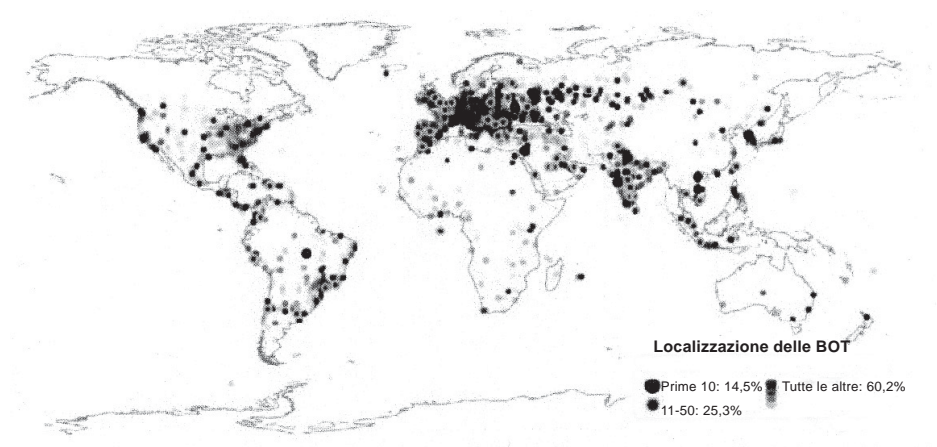 Localizzazione delle BOT
Prime 10: 14,5% Tutte le altre: 60,2%
11-50: 25,3%